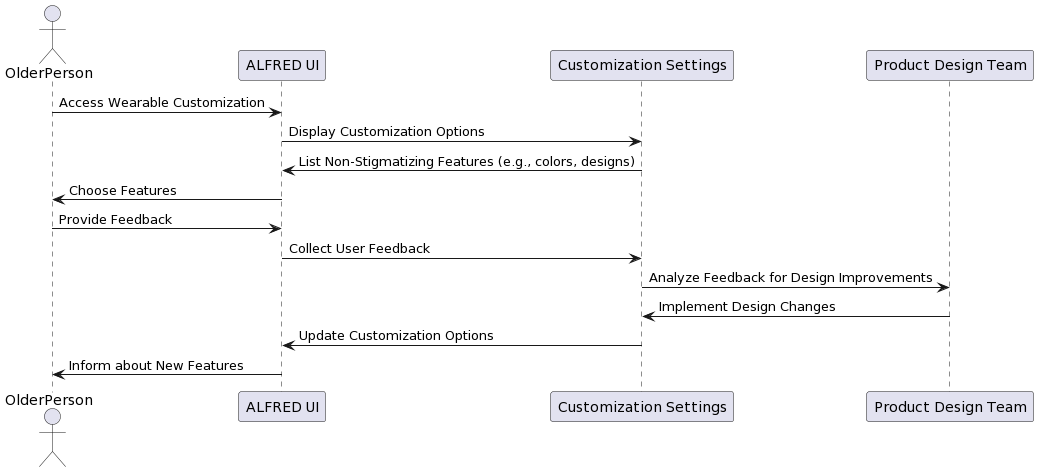 OlderPerson
ALFRED UI
Customization Settings
Product Design Team
Access Wearable Customization
Display Customization Options
List Non-Stigmatizing Features (e.g., colors, designs)
Choose Features
Provide Feedback
Collect User Feedback
Analyze Feedback for Design Improvements
Implement Design Changes
Update Customization Options
Inform about New Features
OlderPerson
ALFRED UI
Customization Settings
Product Design Team